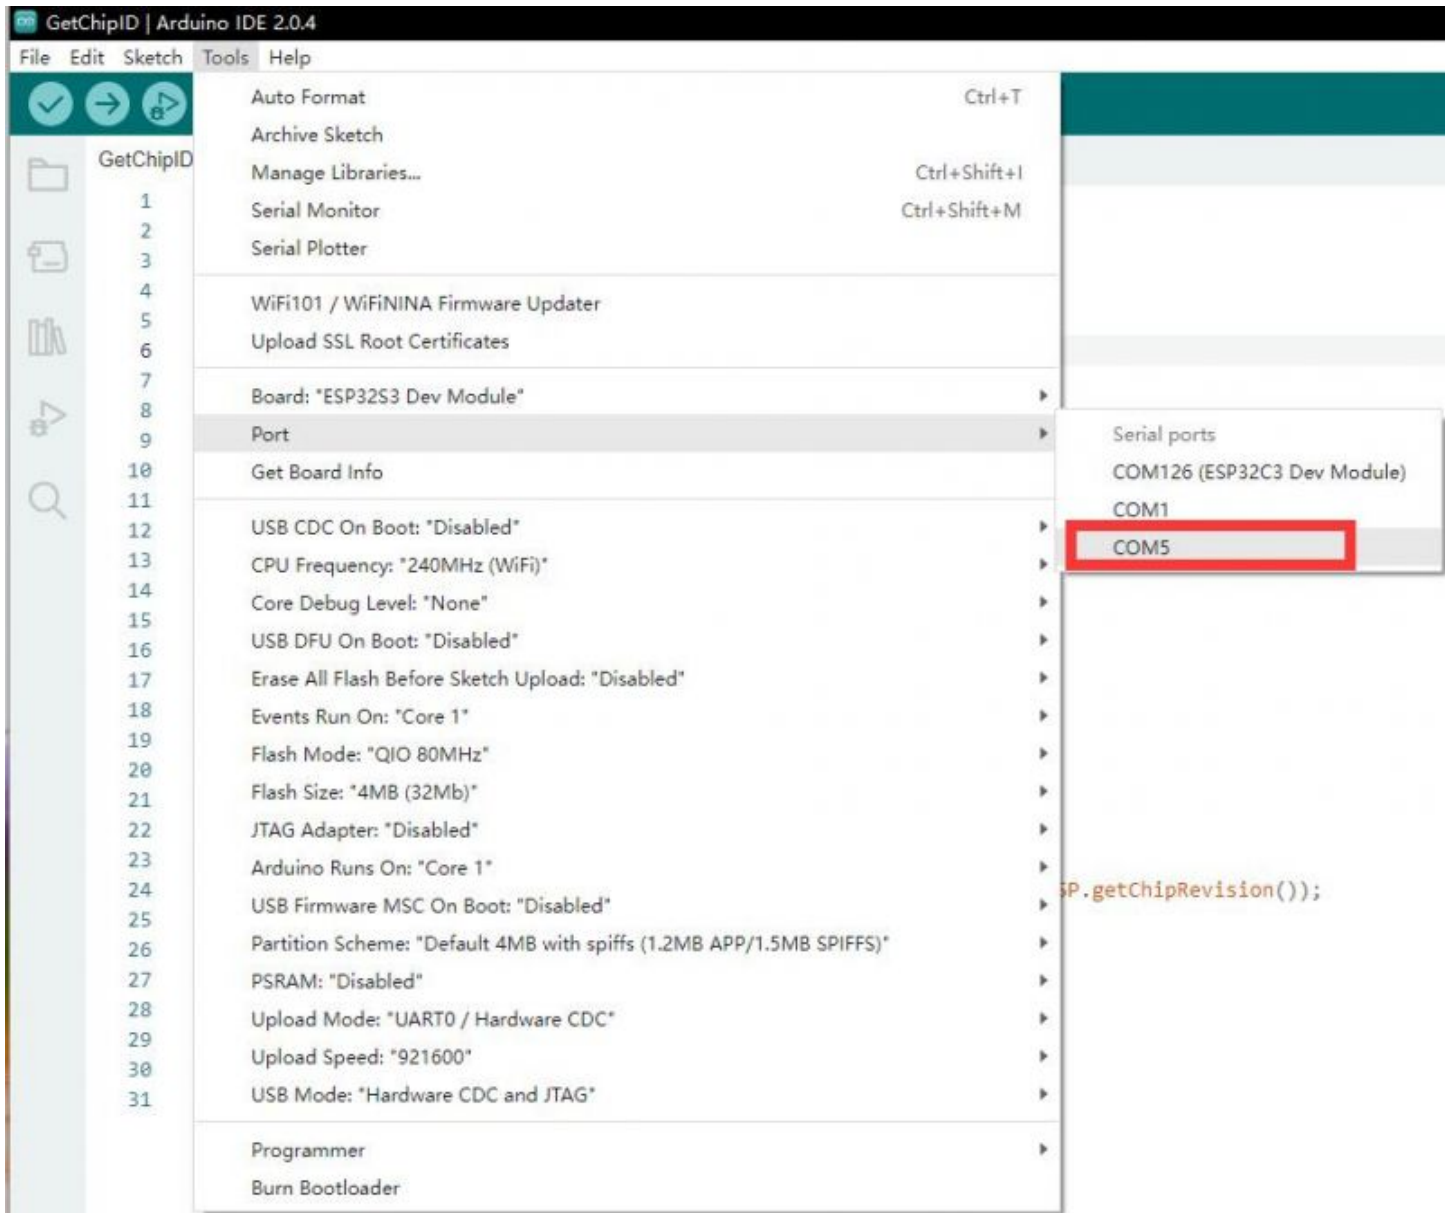 GetChipID | Arduino IDE 2.0.4
File Edit Sketch Tools Help
Auto Format Ctrl+T
Archive Sketch
GetChipID
Manage Libraries... Ctrl+Shift+I
1
Serial Monitor Ctrl+Shift+M
2
Serial Plotter
3
4
WiFi101 / WiFiNINA Firmware Updater
5
Upload SSL Root Certificates
6
7
Board: "ESP32S3 Dev Module"
8
Port
Serial ports
9
Get Board Info
10
COM126 (ESP32C3 Dev Module)
11
COM1
12
USB CDC On Boot: "Disabled"
COM5
13
CPU Frequency: "240MHz (WiFi)"
14
Core Debug Level: "None"
15
USB DFU On Boot: "Disabled"
16
17
Erase All Flash Before Sketch Upload: "Disabled"
18
Events Run On: "Core 1"
19
Flash Mode: "QIO 80MHz"
20
Flash Size: "4MB (32Mb)"
21
22
JTAG Adapter: "Disabled"
23
Arduino Runs On: "Core 1"
24
SP.getChipRevision());
USB Firmware MSC On Boot: "Disabled"
25
26
Partition Scheme: "Default 4MB with spiffs (1.2MB APP/1.5MB SPIFFS)"
27
PSRAM: "Disabled"
28
Upload Mode: "UART0 / Hardware CDC"
29
Upload Speed: "921600"
30
USB Mode: "Hardware CDC and JTAG"
31
Programmer
Burn Bootloader